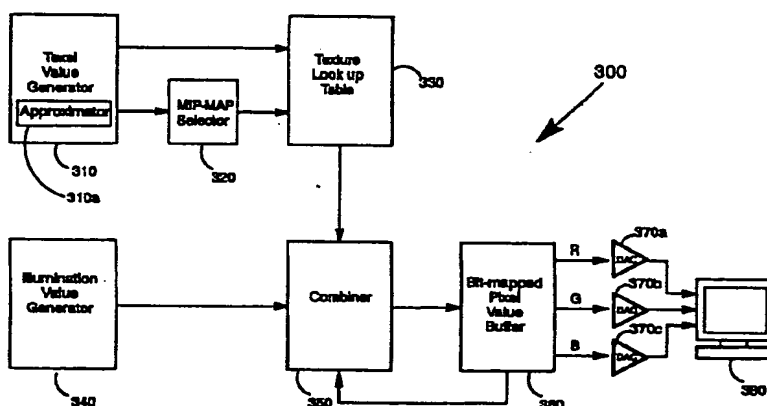 Texel
Value
Generator
Approximator
310
310a
MIP-MAP
Selector
320
Texture
Look up
Table
330
300
Illumination
Value
Generator
340
Combiner
350
Bit-mapped
Pixel
Value
Buffer
360
R
G
B
370a
DAC
370b
DAC
370c
DAC
380